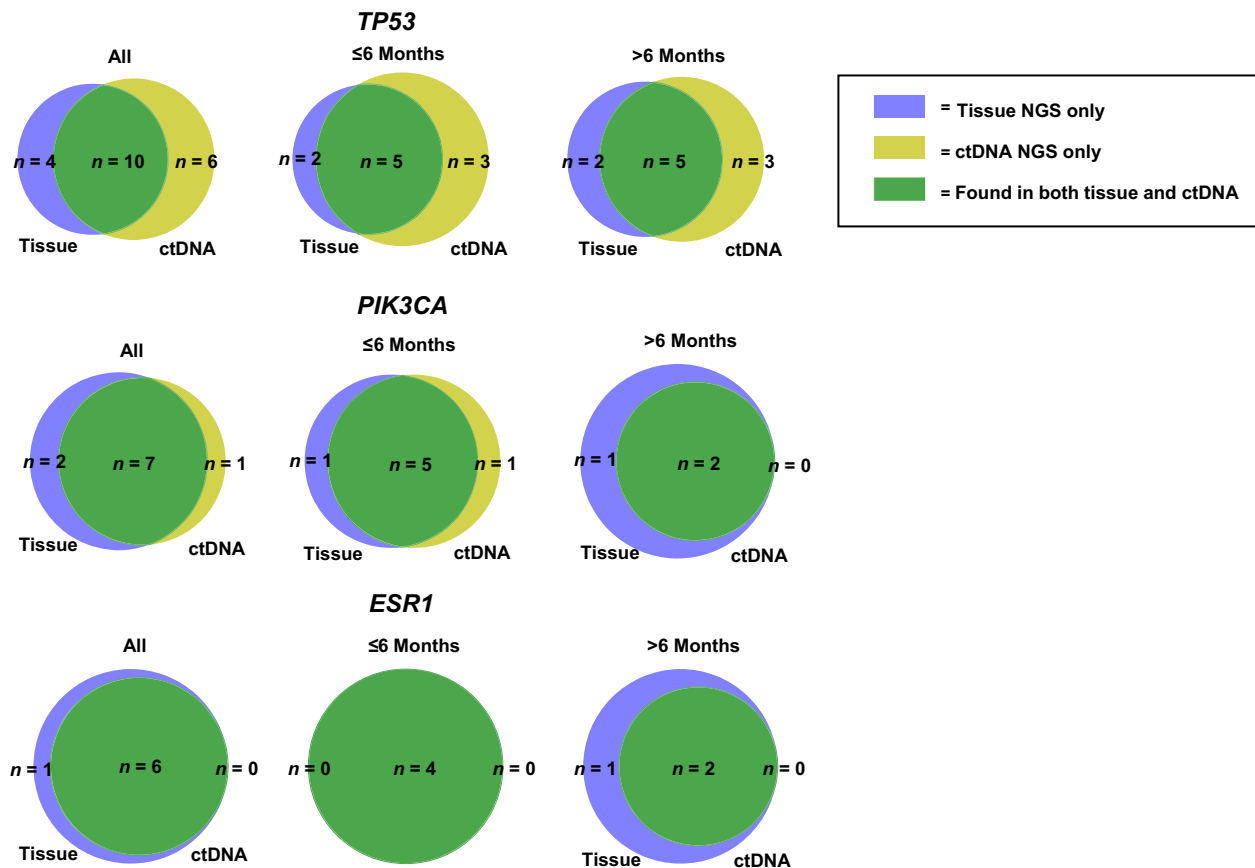 TP53
All
≤6 Months
>6 Months
n = 4
n = 10
n = 6
n = 2
n = 5
n = 3
n = 2
n = 5
n = 3
Tissue
ctDNA
Tissue
ctDNA
Tissue
ctDNA
= Tissue NGS only
= ctDNA NGS only
= Found in both tissue and ctDNA
PIK3CA
All
≤6 Months
>6 Months
n = 2
n = 7
n = 1
n = 1
n = 5
n = 1
n = 1
n = 2
n = 0
Tissue
ctDNA
Tissue
ctDNA
Tissue
ctDNA
ESR1
All
≤6 Months
>6 Months
n = 1
n = 6
n = 0
n = 0
n = 4
n = 0
n = 1
n = 2
n = 0
Tissue
ctDNA
Tissue
ctDNA